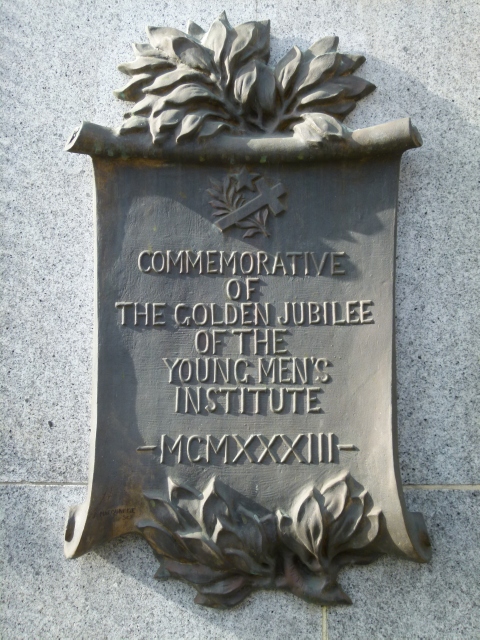 COMMEMORATIVE
OF
THE GOLDEN JUBILEE
OF THE
YOUNG MEN'S
INSTITUTE
-MCMXXXIII-